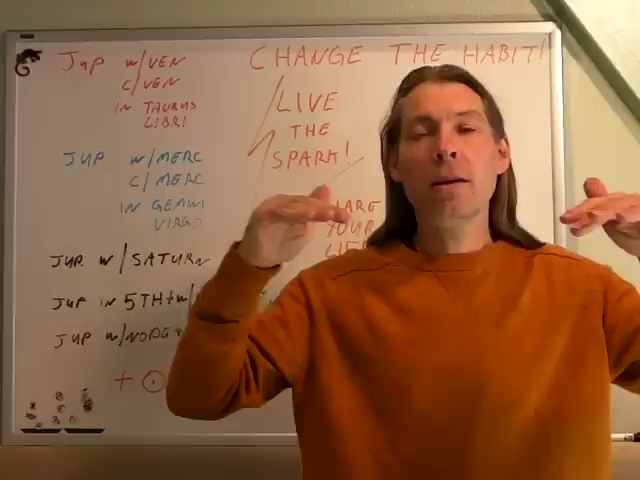 CHANGE THE HABIT!
LIVE
THE
SPARK!
JUP W/VEN
C/VEN
IN TAURUS
LIBRI
JUP W/MERC
C/MERC
IN GEMINI
VIRGO
JUP. W/SATURN
JUP IN 5TH + W/
JUP W/NODE
+ ☉
YOUR